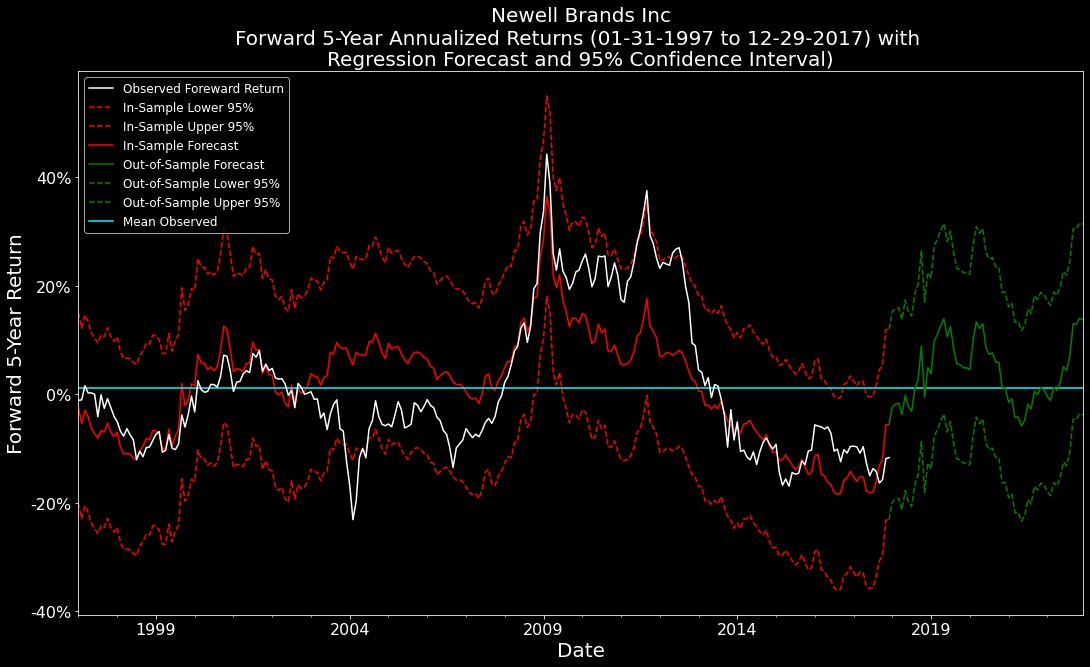 Newell Brands Inc
Forward 5-Year Annualized Returns (01-31-1997 to 12-29-2017) with
Regression Forecast and 95% Confidence Interval)
Observed Foreward Return
In-Sample Lower 95%
In-Sample Upper 95%
In-Sample Forecast
Out-of-Sample Forecast
Out-of-Sample Lower 95%
Out-of-Sample Upper 95%
Mean Observed
Forward 5-Year Return
40%
20%
0%
-20%
-40%
1999
2004
2009
2014
2019
Date